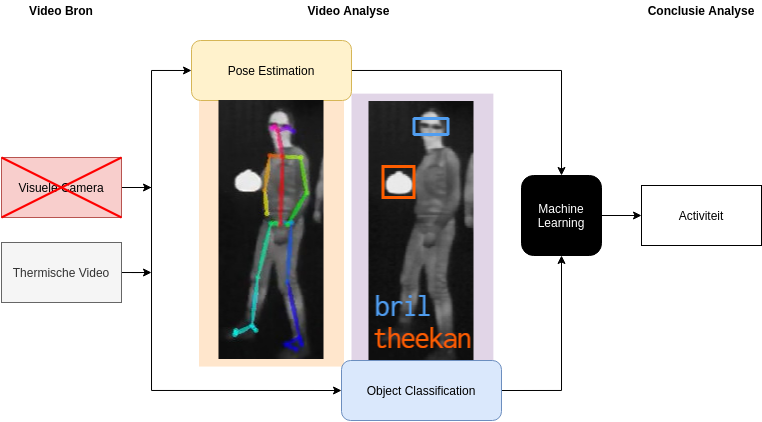 Video Bron
Video Analyse
Conclusie Analyse
Pose Estimation
Visuele Camera
Thermische Video
Machine
Learning
Activiteit
bril
theekan
Object Classification